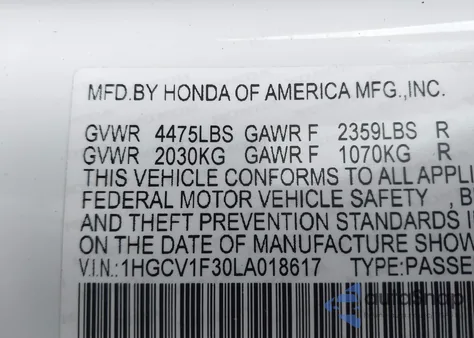 MFD.BY HONDA OF AMERICA MFG.,INC.
GVWR 4475LBS GAWR F 2359LBS R
GVWR 2030KG GAWR F 1070KG R
THIS VEHICLE CONFORMS TO ALL APPLI
FEDERAL MOTOR VEHICLE SAFETY , B
AND THEFT PREVENTION STANDARDS I
ON THE DATE OF MANUFACTURE SHOW
V.I.N.:1HGCV1F30LA018617 TYPE:PASSE
autoSnap